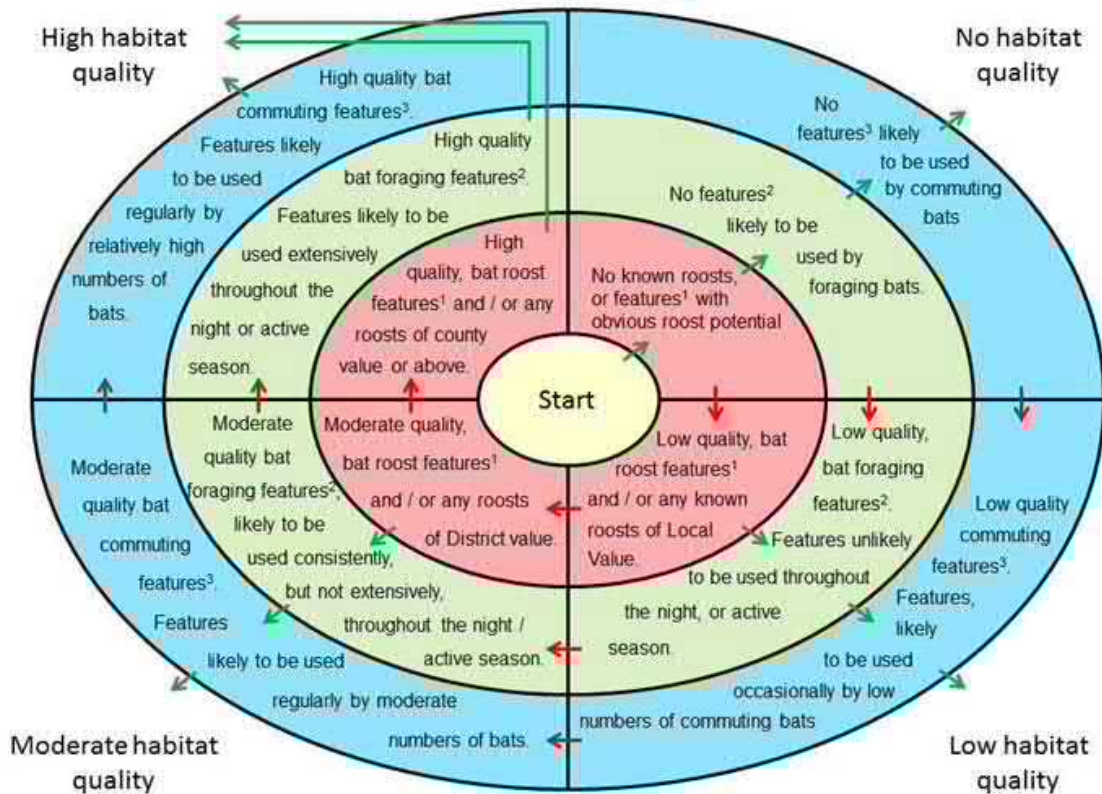 High habitat
quality
No habitat
quality
High quality bat
commuting features³.
Features likely
to be used
regularly by
relatively high
numbers of
bats.
High quality
bat foraging features².
Features likely to be
used extensively
throughout the
night or active
season.
High
quality, bat roost
features¹ and / or any
roosts of county
value or above.
No known roosts,
or features¹ with
obvious roost potential
No features²
likely to be
used by
foraging bats.
No
features³ likely
to be used
by commuting
bats
Start
Moderate
quality bat
commuting
features³.
Features
likely to be used
regularly by moderate
numbers of bats.
Moderate
quality bat
foraging features²,
likely to be
used consistently,
but not extensively,
throughout the night /
active season.
Moderate quality,
bat roost features¹
and / or any roosts
of District value.
Low quality, bat
roost features¹
and / or any known
roosts of Local
Value.
Low quality,
bat foraging
features².
Features unlikely
to be used throughout
the night, or active
season.
Low quality
commuting
features³.
Features,
likely
to be used
occasionally by low
numbers of commuting bats
Moderate habitat
quality
Low habitat
quality